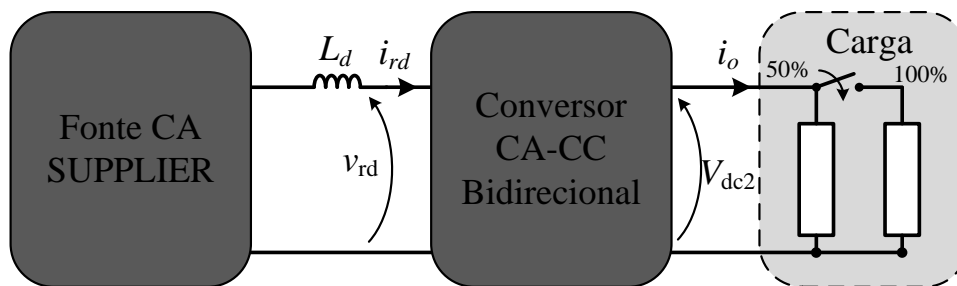 Fonte CA
SUPPLIER
L_d
i_rd
v_rd
Conversor
CA-CC
Bidirecional
i_o
V_dc2
Carga
50%
100%